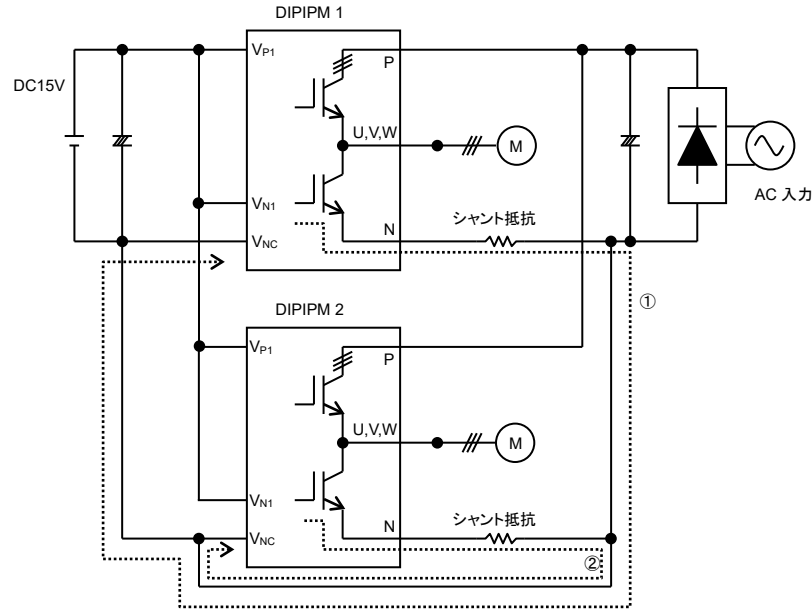 DIPIPM 1
DC15V
VP1
P
U,V,W
M
VN1
VNC
N
シャント抵抗
AC 入力
①
DIPIPM 2
VP1
P
U,V,W
M
VN1
VNC
N
シャント抵抗
②